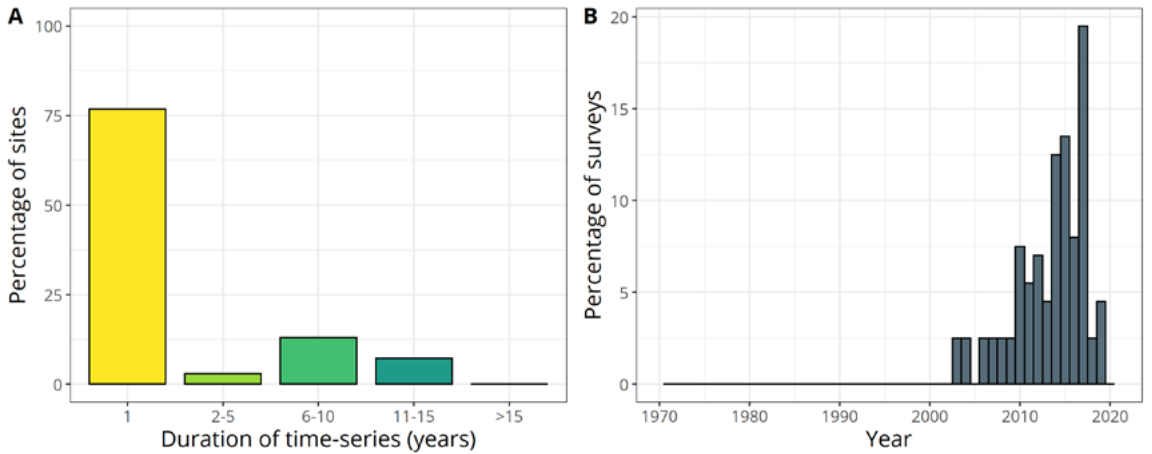 A
Percentage of sites
100
75
50
25
0
1 2-5 6-10 11-15 >15
Duration of time-series (years)
B
Percentage of surveys
20
15
10
5
0
1970 1980 1990 2000 2010 2020
Year